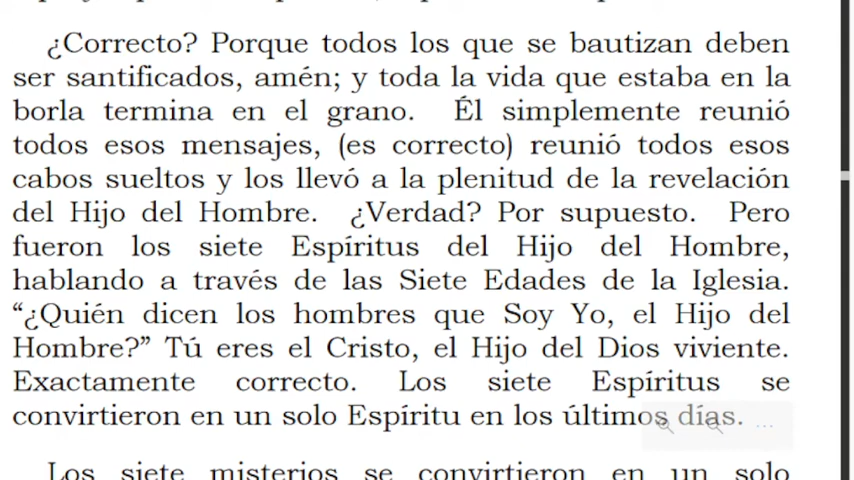 ¿Correcto? Porque todos los que se bautizan deben
ser santificados, amén; y toda la vida que estaba en la
borla termina en el grano. Él simplemente reunió
todos esos mensajes, (es correcto) reunió todos esos
cabos sueltos y los llevó a la plenitud de la revelación
del Hijo del Hombre. ¿Verdad? Por supuesto. Pero
fueron los siete Espíritus del Hijo del Hombre,
hablando a través de las Siete Edades de la Iglesia.
“¿Quién dicen los hombres que Soy Yo, el Hijo del
Hombre?” Tú eres el Cristo, el Hijo del Dios viviente.
Exactamente correcto. Los siete Espíritus se
convirtieron en un solo Espíritu en los últimos días.
Los siete misterios se convirtieron en un solo